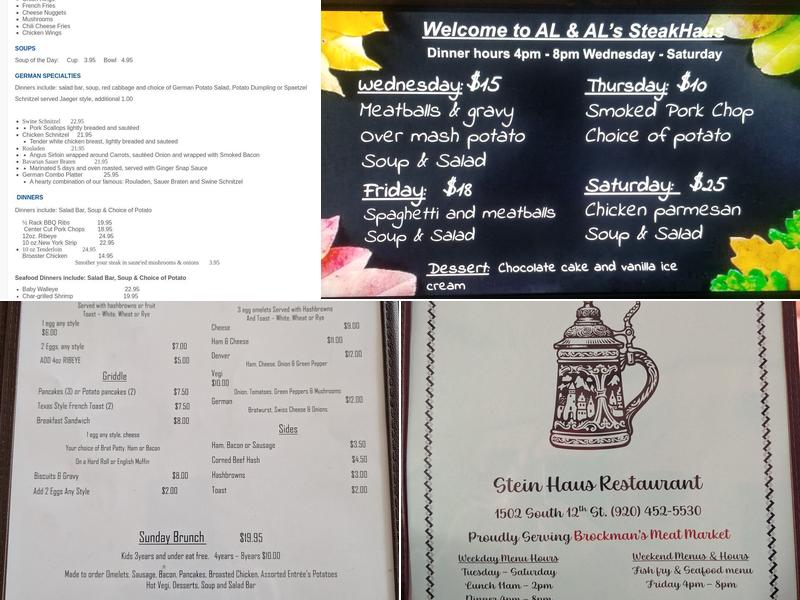 French Fries
Cheese Nuggets
Mushrooms
Chili Cheese Fries
Chicken Wings
SOUPS
Soup of the Day: Cup 3.95 Bowl 4.95
GERMAN SPECIALTIES
Dinners include: salad bar, soup, red cabbage and choice of German Potato Salad, Potato Dumpling or Spaetzel
Schnitzel served Jaeger style, additional 1.00
Swine Schnitzel 22.95
Pork Scallops lightly breaded and sautéed
Chicken Schnitzel 21.95
Tender white chicken breast, lightly breaded and sauteed
Rouladen 21.95
Angus Sirloin wrapped around Carrots, sautéed Onion and wrapped with Smoked Bacon
Bavarian Sauer Braten 21.95
Marinated 5 days and oven roasted, served with Ginger Snap Sauce
German Combo Platter 25.95
A hearty combination of our famous: Rouladen, Sauer Braten and Swine Schnitzel
DINNERS
Dinners include: Salad Bar, Soup & Choice of Potato
½ Rack BBQ Ribs 19.95
Center Cut Pork Chops 18.95
12oz. Ribeye 24.95
10 oz.New York Strip 22.95
10 oz Tenderloin 24.95
Broaster Chicken 14.95
Smother your steak in saute'ed mushrooms & onions 3.95
Seafood Dinners include: Salad Bar, Soup & Choice of Potato
Baby Walleye 22.95
Char-grilled Shrimp 19.95
Welcome to AL & AL's SteakHaus
Dinner hours 4pm - 8pm Wednesday - Saturday
Wednesday: $15
Meatballs & gravy
over mash potato
Soup & Salad
Thursday: $10
Smoked Pork Chop
Choice of potato
Friday: $18
Spaghetti and meatballs
Soup & Salad
Saturday: $25
Chicken parmesan
Soup & Salad
Dessert: Chocolate cake and vanilla ice
cream
Served with hashbrowns or fruit
Toast – White, Wheat or Rye
1 egg any style
$6.00
2 Eggs, any style $7.00
ADD 4oz RIBEYE $5.00
Griddle
Pancakes (3) or Potato pancakes (2) $7.50
Texas Style French Toast (2) $7.50
Breakfast Sandwich $8.00
1 egg any style, cheese
Your choice of Brat Patty, Ham or Bacon
On a Hard Roll or English Muffin
Biscuits & Gravy $8.00
Add 2 Eggs Any Style $2.00
3 egg omelets Served with Hashbrowns
And Toast – White, Wheat or Rye
Cheese $9.00
Ham & Cheese $11.00
Denver $12.00
Ham, Cheese, Onion & Green Pepper
Vegi
$10.00
Onion, Tomatoes, Green Peppers & Mushrooms
German $12.00
Bratwurst, Swiss Cheese & Onions
Sides
Ham, Bacon or Sausage $3.50
Corned Beef Hash $4.50
Hashbrowns $3.00
Toast $2.00
Sunday Brunch $19.95
Kids 3years and under eat free. 4years – 8years $10.00
Made to order Omelets, Sausage, Bacon, Pancakes, Broasted Chicken, Assorted Entrée's Potatoes
Hot Vegi, Desserts, Soup and Salad Bar
Stein Haus Restaurant
1502 South 12th St. (920) 452-5530
Proudly Serving Brockman's Meat Market
Weekday Menu Hours
Tuesday – Saturday
Lunch 11am – 2pm
Dinner 4pm – 8pm
Weekend Menus & Hours
Fish fry & Seafood menu
Friday 4pm – 8pm